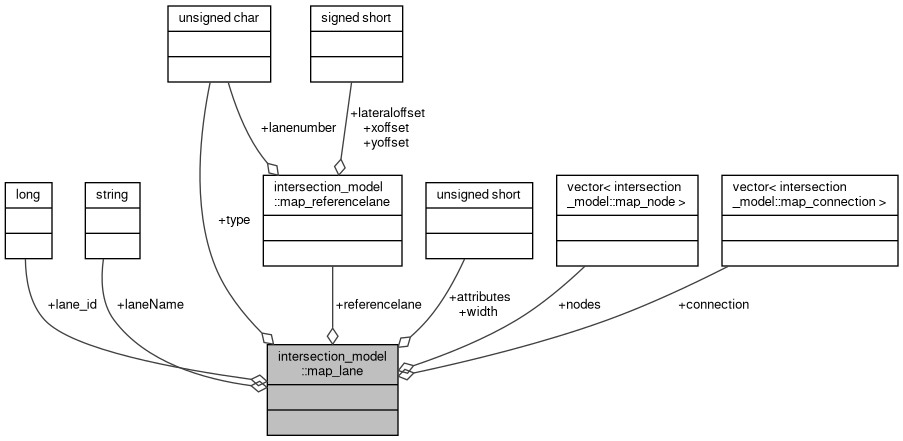 unsigned char
signed short
+lanenumber
+lateraloffset
+xoffset
+yoffset
long
string
intersection_model
::map_referencelane
unsigned short
vector< intersection
_model::map_node >
vector< intersection
_model::map_connection >
+type
+lane_id
+laneName
+referencelane
+attributes
+width
+nodes
+connection
intersection_model
::map_lane